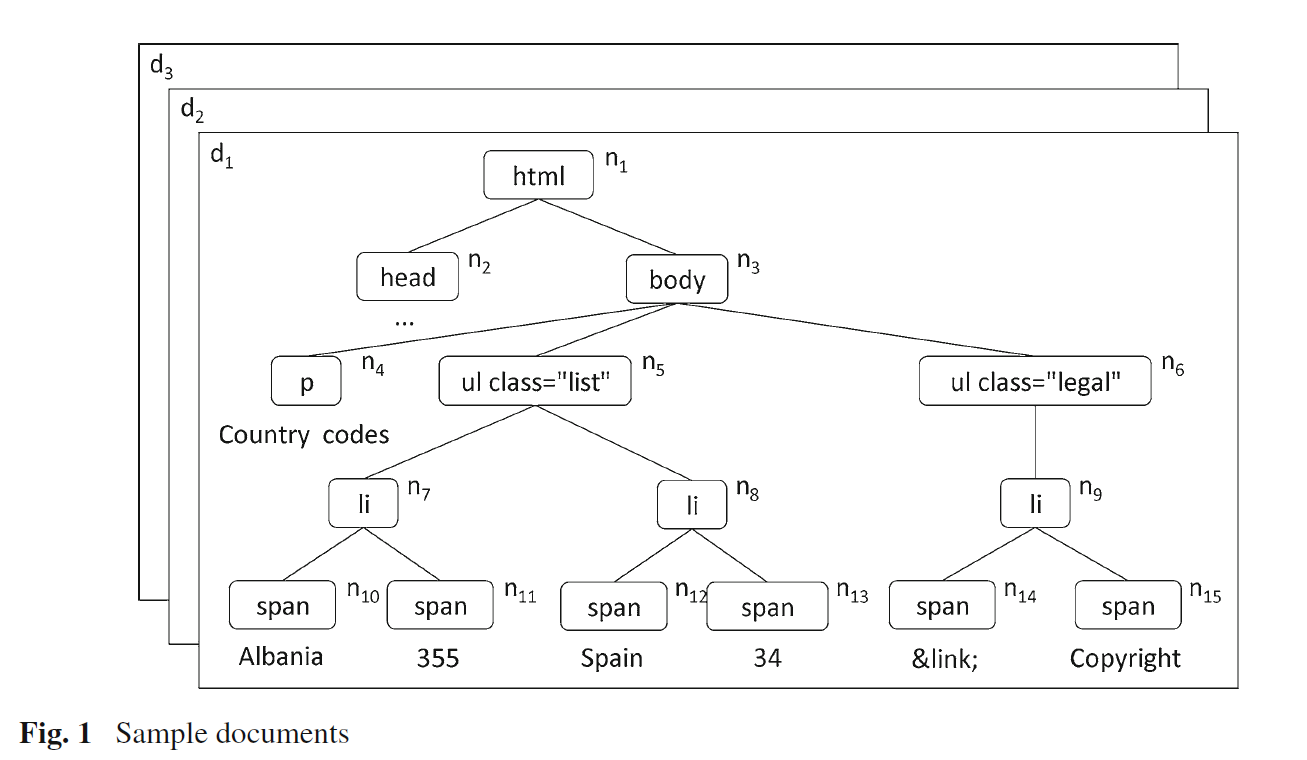 d3
d2
d1
html n1
head n2 body n3
...
p n4 ul class="list" n5 ul class="legal" n6
Country codes
li n7 li n8 li n9
span n10 span n11 span n12 span n13 span n14 span n15
Albania 355 Spain 34 &link; Copyright
Fig. 1 Sample documents